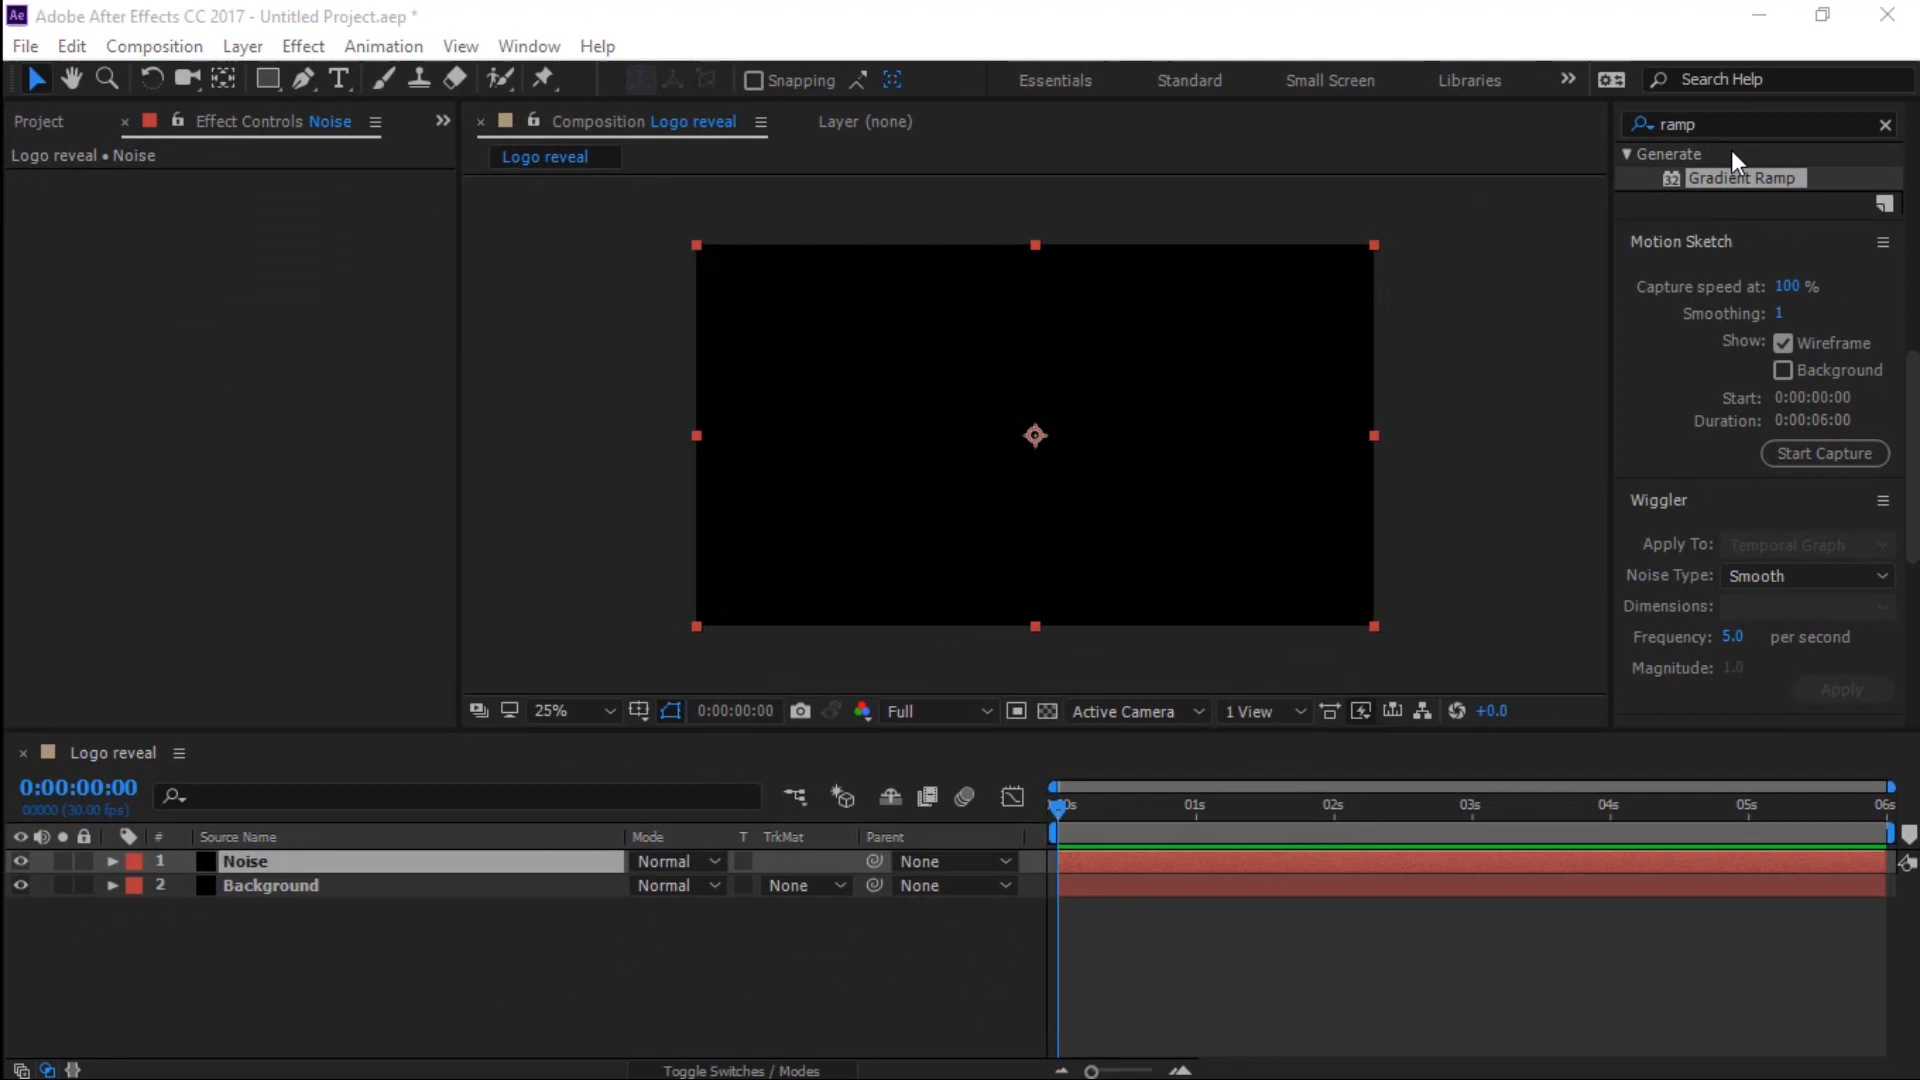 Ae Adobe After Effects CC 2017 - Untitled Project.aep *
File Edit Composition Layer Effect Animation View Window Help
Snapping Essentials Standard Small Screen Libraries Search Help
Project Effect Controls Noise Composition Logo reveal Layer (none) ramp
Logo reveal • Noise Logo reveal Generate
32 Gradient Ramp
Motion Sketch
Capture speed at: 100 %
Smoothing: 1
Show: Wireframe
Background
Start: 0:00:00:00
Duration: 0:00:06:00
Start Capture
Wiggler
Apply To: Temporal Graph
Noise Type: Smooth
Dimensions:
Frequency: 5.0 per second
Magnitude: 1.0
Apply
25% 0:00:00:00 Full Active Camera 1 View +0.0
Logo reveal
0:00:00:00
00000 (30.00 fps)
:00s 01s 02s 03s 04s 05s 06s
# Source Name Mode T TrkMat Parent
1 Noise Normal None
2 Background Normal None None
Toggle Switches / Modes